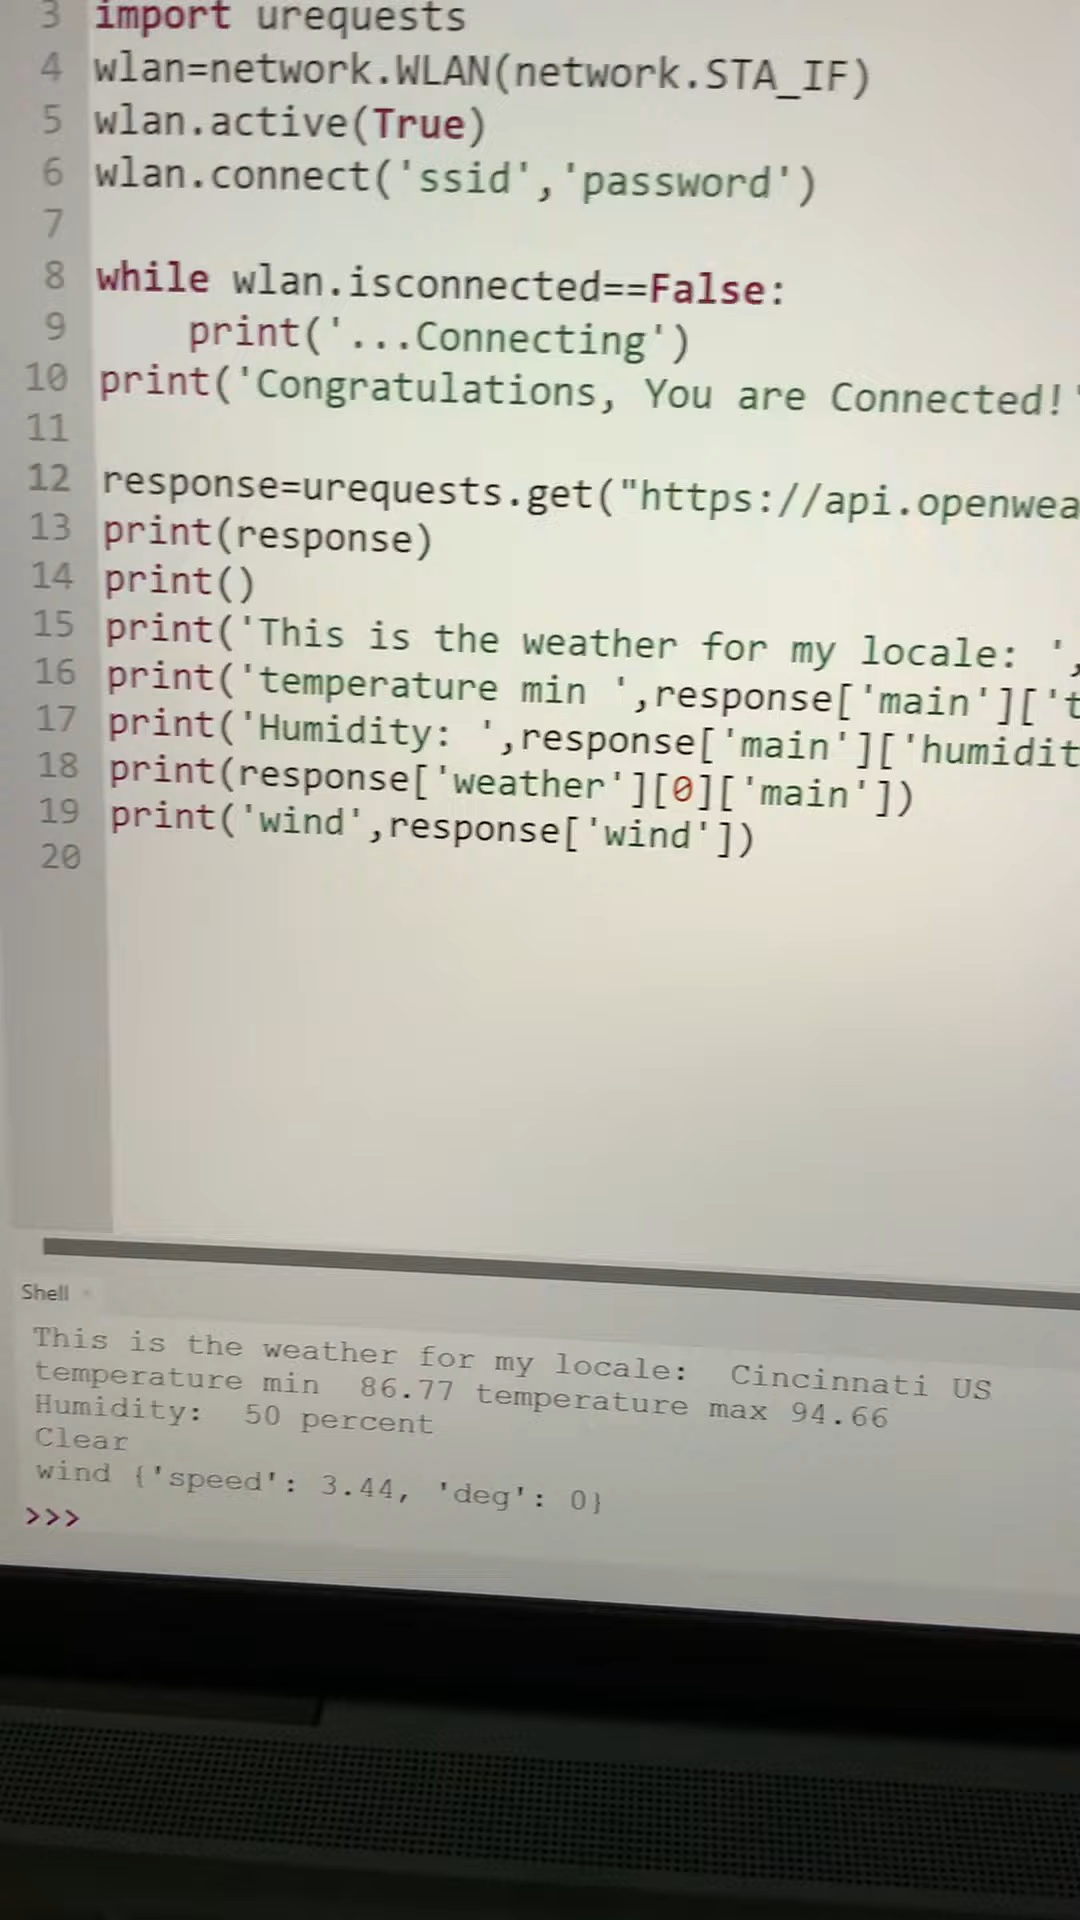 3 import urequests
4 wlan=network.WLAN(network.STA_IF)
5 wlan.active(True)
6 wlan.connect('ssid','password')
7
8 while wlan.isconnected==False:
9 print('...Connecting')
10 print('Congratulations, You are Connected!'
11
12 response=urequests.get("https://api.openwea
13 print(response)
14 print()
15 print('This is the weather for my locale: ',
16 print('temperature min ',response['main']['t
17 print('Humidity: ',response['main']['humidit
18 print(response['weather'][0]['main'])
19 print('wind',response['wind'])
20
Shell
This is the weather for my locale:  Cincinnati US
temperature min  86.77 temperature max 94.66
Humidity:  50 percent
Clear
wind {'speed': 3.44, 'deg': 0}
>>>